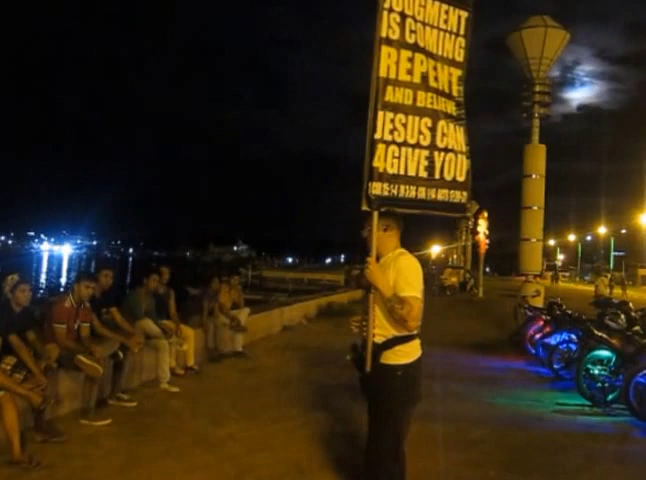 JUDGMENT
IS COMING
REPENT
AND BELIEVE
JESUS CAN
4GIVE YOU